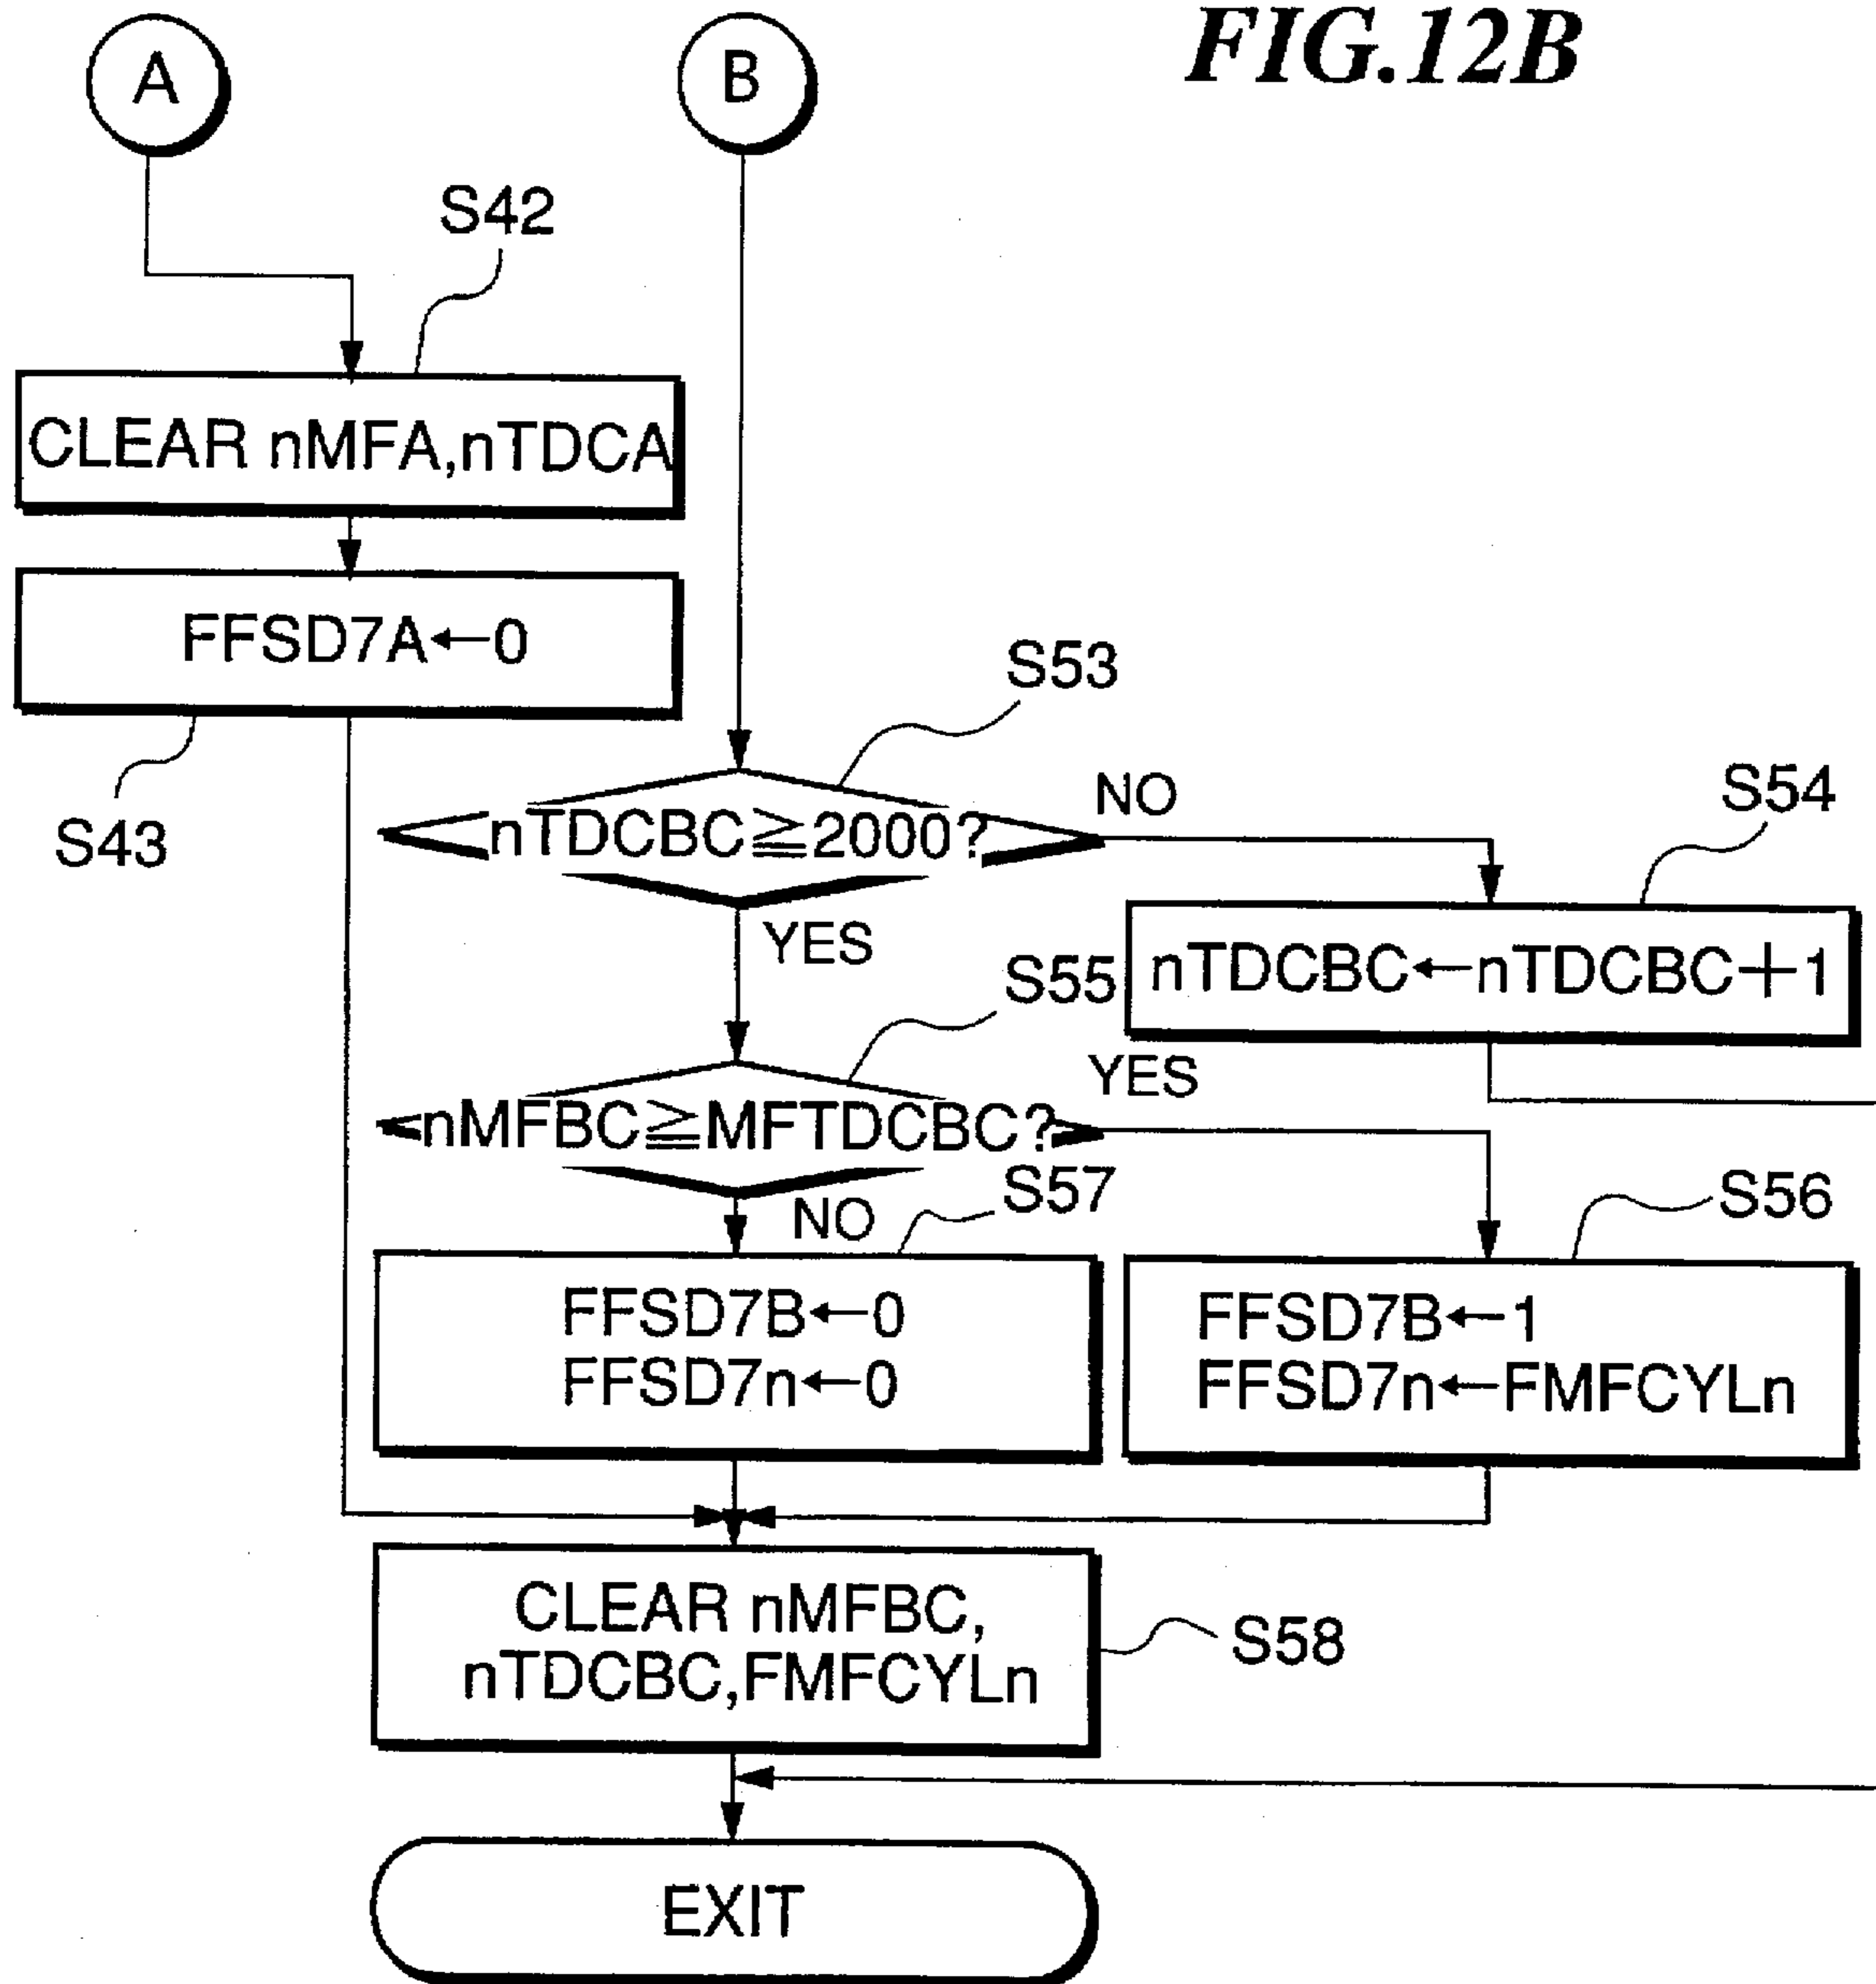 FIG.12B
A
B
S42
CLEAR nMFA,nTDCA
FFSD7A←0
S43
S53
nTDCBC≧2000?
NO
S54
YES
nTDCBC←nTDCBC+1
S55
nMFBC≧MFTDCBC?
YES
NO
S57
S56
FFSD7B←0
FFSD7n←0
FFSD7B←1
FFSD7n←FMFCYLn
CLEAR nMFBC,
nTDCBC,FMFCYLn
S58
EXIT